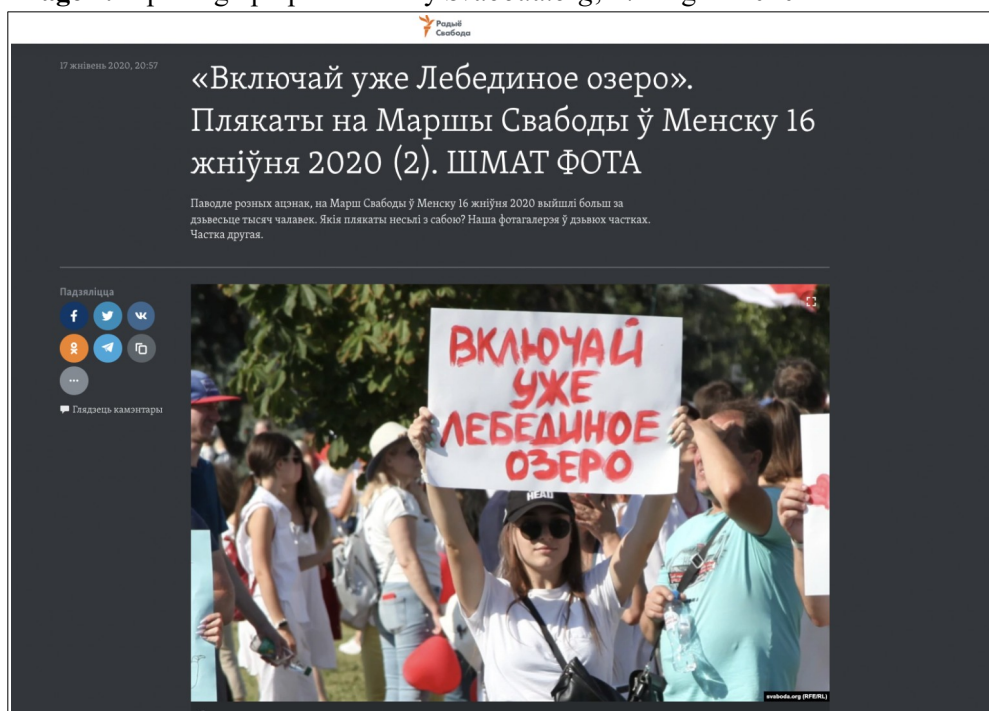 Радыё
Свабода
17 жнівень 2020, 20:57
«Включай уже Лебединое озеро».
Плякаты на Маршы Свабоды ў Менску 16
жніўня 2020 (2). ШМАТ ФОТА
Паводле розных ацэнак, на Марш Свабоды ў Менску 16 жніўня 2020 выйшлі больш за
дзьвесьце тысяч чалавек. Якія плякаты несьлі з сабою? Наша фотагалерэя ў дзьвюх частках.
Частка другая.
Падзяліцца
Глядзець камэнтары
ВКЛЮЧАЙ
УЖЕ
ЛЕБЕДИНОЕ
ОЗЕРО
HEAD
svaboda.org (RFE/RL)